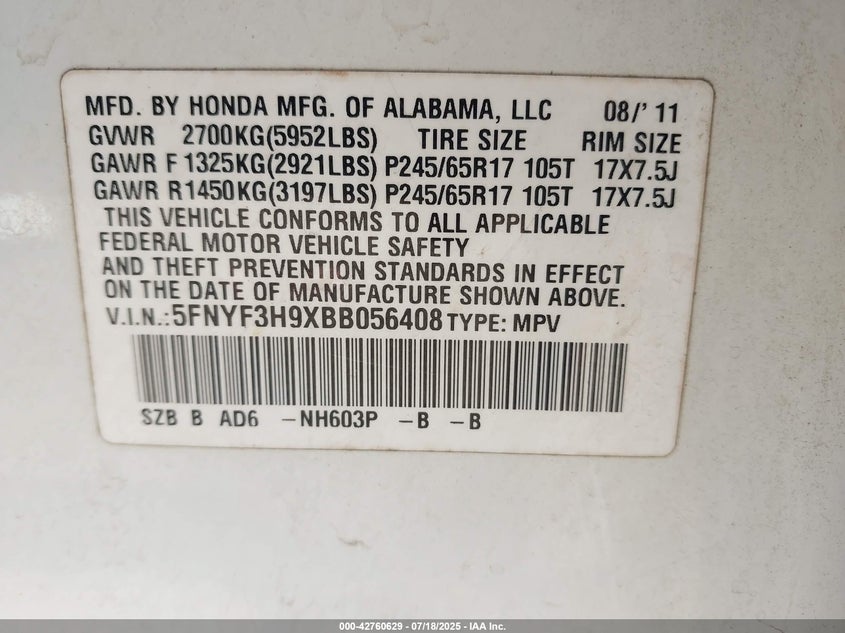 MFD. BY HONDA MFG. OF ALABAMA, LLC 08/' 11
GVWR 2700KG(5952LBS) TIRE SIZE RIM SIZE
GAWR F 1325KG(2921LBS) P245/65R17 105T 17X7.5J
GAWR R1450KG(3197LBS) P245/65R17 105T 17X7.5J
THIS VEHICLE CONFORMS TO ALL APPLICABLE
FEDERAL MOTOR VEHICLE SAFETY
AND THEFT PREVENTION STANDARDS IN EFFECT
ON THE DATE OF MANUFACTURE SHOWN ABOVE.
V.I.N.:5FNYF3H9XBB056408 TYPE: MPV
SZB B AD6 -NH603P -B -B
000-42760629 - 07/18/2025 - IAA Inc.